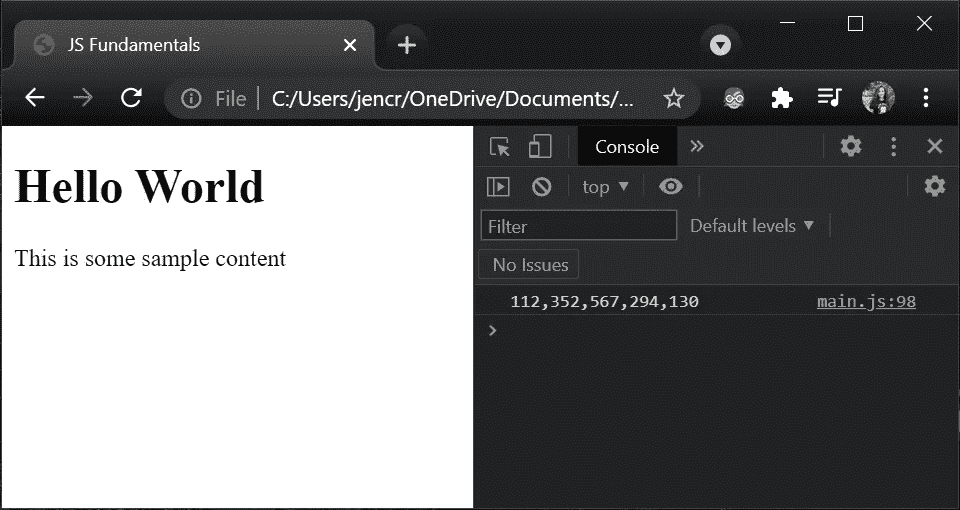 JS Fundamentals
File C:/Users/jencr/OneDrive/Documents/...
Hello World
This is some sample content
Console
top
Filter Default levels
No Issues
112,352,567,294,130 main.js:98